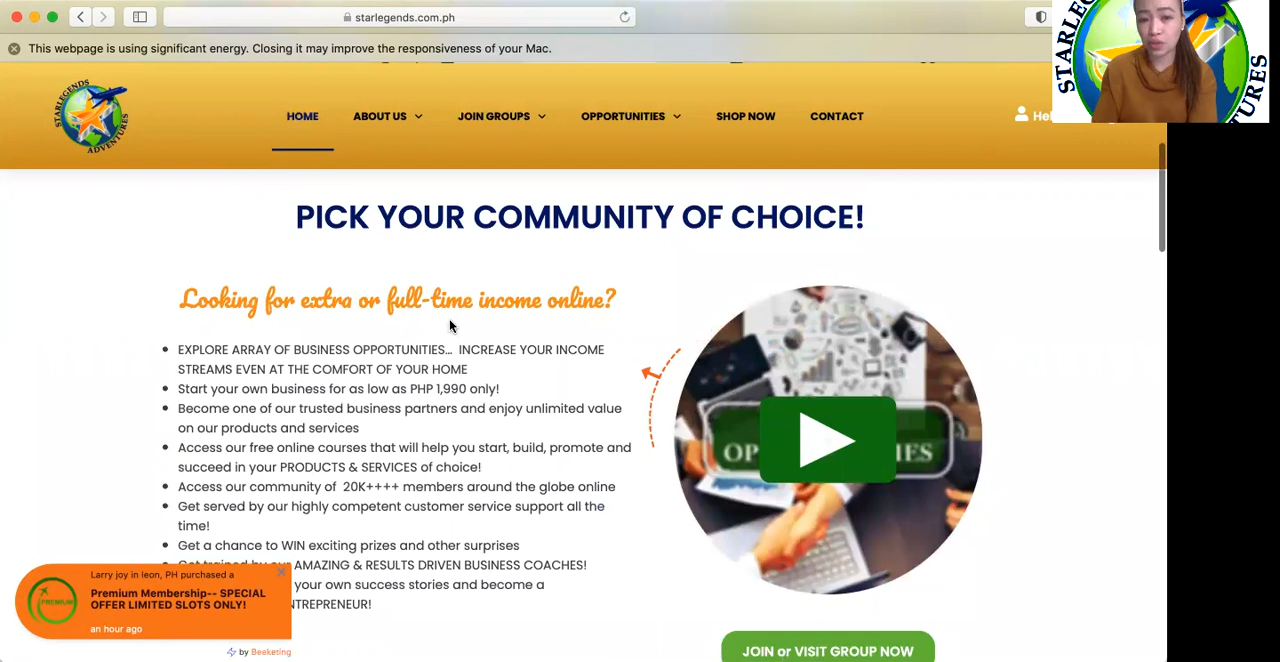 starlegends.com.ph
This webpage is using significant energy. Closing it may improve the responsiveness of your Mac.
STARLEGENDS
ADVENTURES
HOME
ABOUT US
JOIN GROUPS
OPPORTUNITIES
SHOP NOW
CONTACT
PICK YOUR COMMUNITY OF CHOICE!
Looking for extra or full-time income online?
EXPLORE ARRAY OF BUSINESS OPPORTUNITIES... INCREASE YOUR INCOME
STREAMS EVEN AT THE COMFORT OF YOUR HOME
Start your own business for as low as PHP 1,990 only!
Become one of our trusted business partners and enjoy unlimited value
on our products and services
Access our free online courses that will help you start, build, promote and
succeed in your PRODUCTS & SERVICES of choice!
Access our community of 20K++++ members around the globe online
Get served by our highly competent customer service support all the
time!
Get a chance to WIN exciting prizes and other surprises
AMAZING & RESULTS DRIVEN BUSINESS COACHES!
your own success stories and become a
Larry joy in leon, PH purchased a
Premium Membership-- SPECIAL
OFFER LIMITED SLOTS ONLY!
an hour ago
PREMIUM
by Beeketing
JOIN or VISIT GROUP NOW